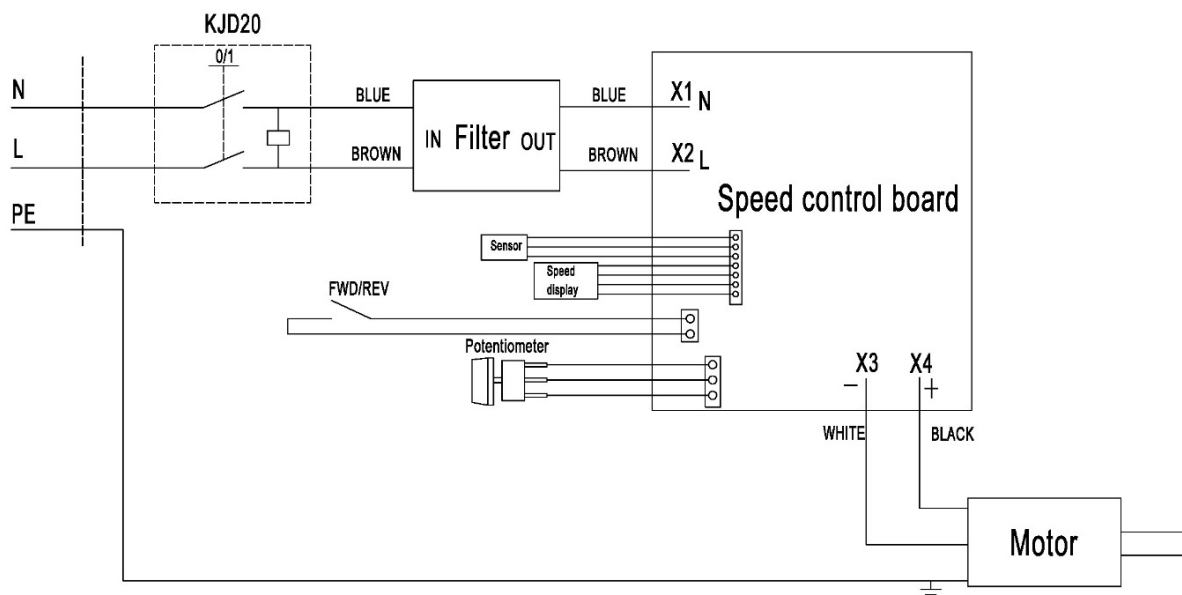 KJD20
0/1
N
BLUE
BLUE
X1 N
L
BROWN
IN Filter OUT
BROWN
X2 L
Speed control board
PE
Sensor
Speed
display
FWD/REV
Potentiometer
X3
X4
−
+
WHITE
BLACK
Motor